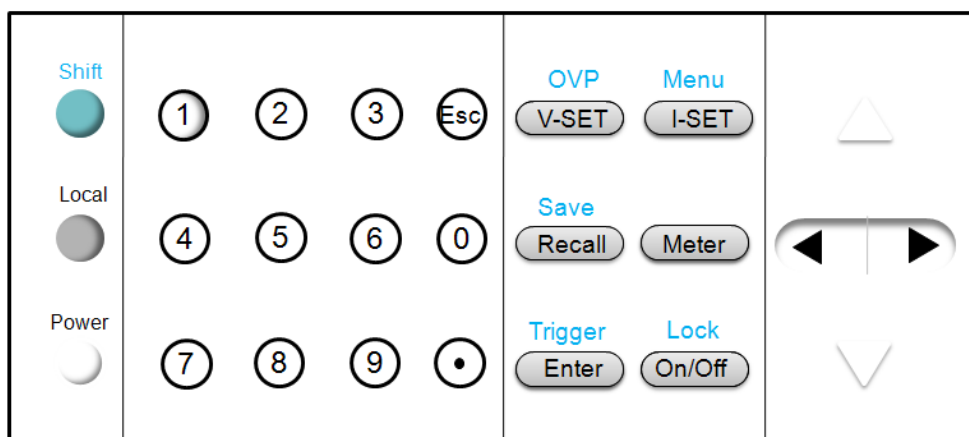 Shift
OVP Menu
1 2 3 Esc V-SET I-SET
Local
Save
4 5 6 0 Recall Meter
Power
Trigger Lock
7 8 9 • Enter On/Off